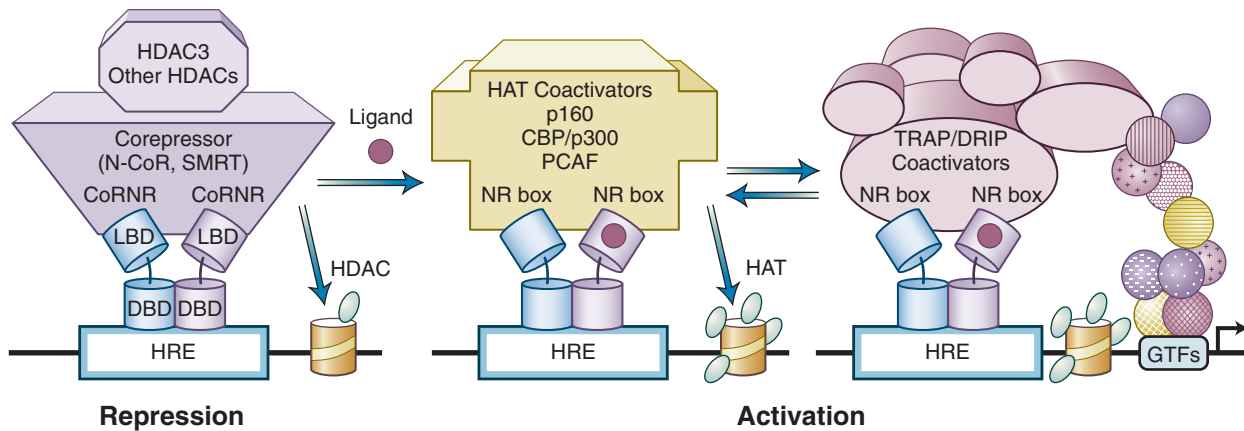 HDAC3
Other HDACs
Corepressor
(N-CoR, SMRT)
CoRNR CoRNR
LBD LBD
DBD DBD
HRE
HDAC
Ligand
HAT Coactivators
p160
CBP/p300
PCAF
NR box NR box
HRE
HAT
TRAP/DRIP
Coactivators
NR box NR box
HRE
GTFs
Repression
Activation